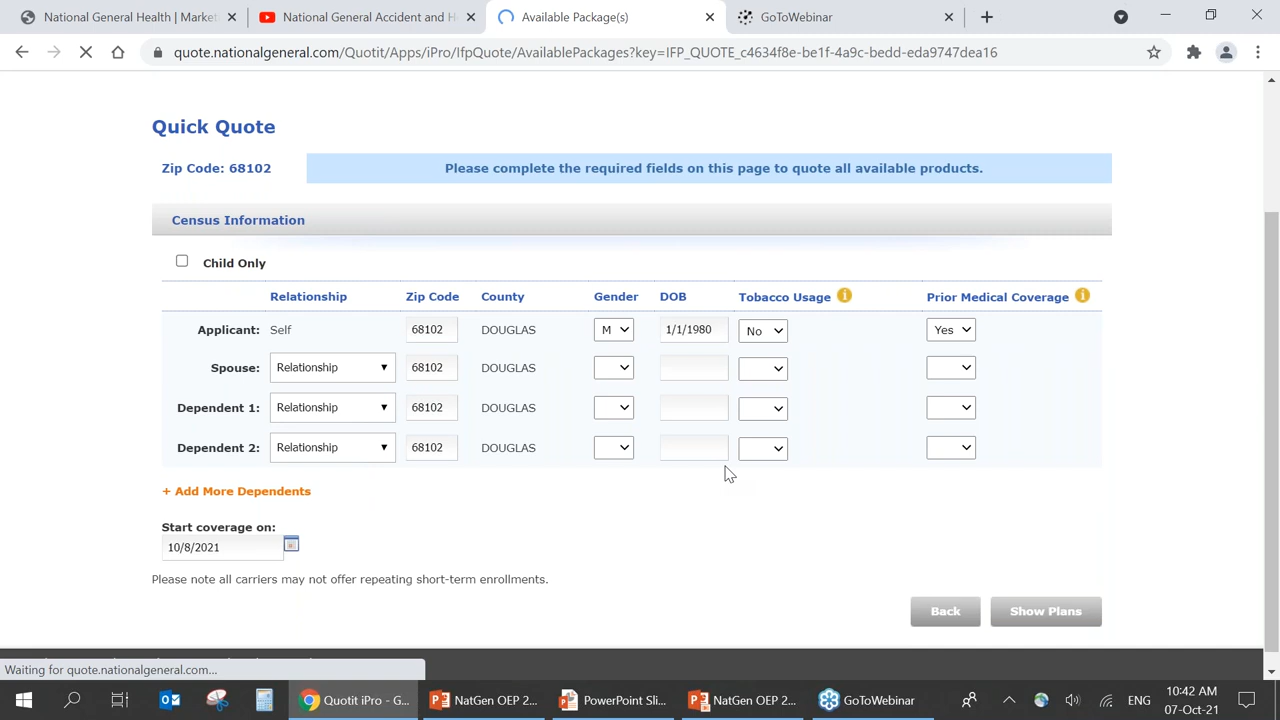 National General Health | Market
National General Accident and H
Available Package(s)
GoToWebinar
quote.nationalgeneral.com/Quotit/Apps/iPro/IfpQuote/AvailablePackages?key=IFP_QUOTE_c4634f8e-be1f-4a9c-bedd-eda9747dea16
Quick Quote
Zip Code: 68102
Please complete the required fields on this page to quote all available products.
Census Information
Child Only
Relationship Zip Code County Gender DOB Tobacco Usage Prior Medical Coverage
Applicant: Self 68102 DOUGLAS M 1/1/1980 No Yes
Spouse: Relationship 68102 DOUGLAS
Dependent 1: Relationship 68102 DOUGLAS
Dependent 2: Relationship 68102 DOUGLAS
+ Add More Dependents
Start coverage on:
10/8/2021
Please note all carriers may not offer repeating short-term enrollments.
Back Show Plans
Waiting for quote.nationalgeneral.com...
Quotit iPro - G...
NatGen OEP 2...
PowerPoint Sli...
NatGen OEP 2...
GoToWebinar
ENG
10:42 AM
07-Oct-21